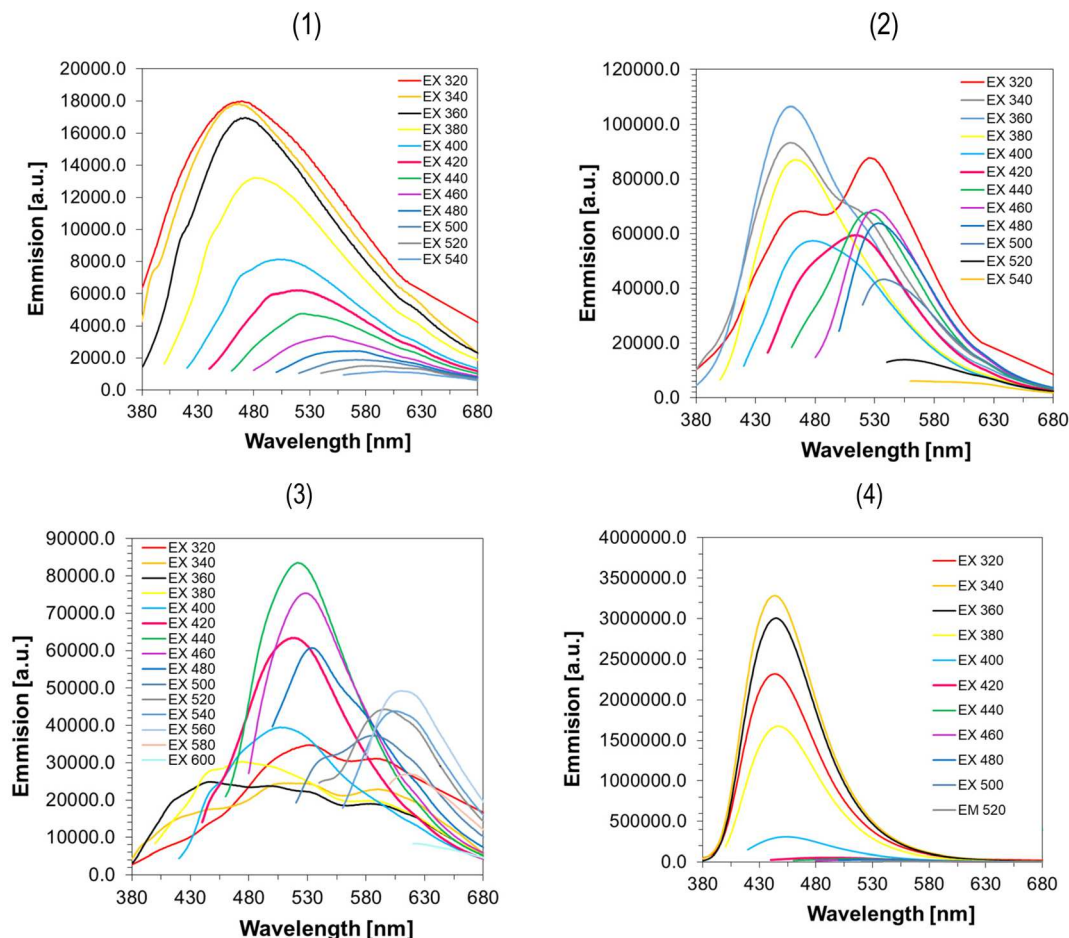 (1)
Emmision [a.u.]
20000.0
18000.0
16000.0
14000.0
12000.0
10000.0
8000.0
6000.0
4000.0
2000.0
0.0
380 430 480 530 580 630 680
Wavelength [nm]
EX 320
EX 340
EX 360
EX 380
EX 400
EX 420
EX 440
EX 460
EX 480
EX 500
EX 520
EX 540
(2)
Emmision [a.u.]
120000.0
100000.0
80000.0
60000.0
40000.0
20000.0
0.0
380 430 480 530 580 630 680
Wavelength [nm]
EX 320
EX 340
EX 360
EX 380
EX 400
EX 420
EX 440
EX 460
EX 480
EX 500
EX 520
EX 540
(3)
Emmision [a.u.]
90000.0
80000.0
70000.0
60000.0
50000.0
40000.0
30000.0
20000.0
10000.0
0.0
380 430 480 530 580 630 680
Wavelength [nm]
EX 320
EX 340
EX 360
EX 380
EX 400
EX 420
EX 440
EX 460
EX 480
EX 500
EX 520
EX 540
EX 560
EX 580
EX 600
(4)
Emmision [a.u.]
4000000.0
3500000.0
3000000.0
2500000.0
2000000.0
1500000.0
1000000.0
500000.0
0.0
380 430 480 530 580 630 680
Wavelength [nm]
EX 320
EX 340
EX 360
EX 380
EX 400
EX 420
EX 440
EX 460
EX 480
EX 500
EM 520